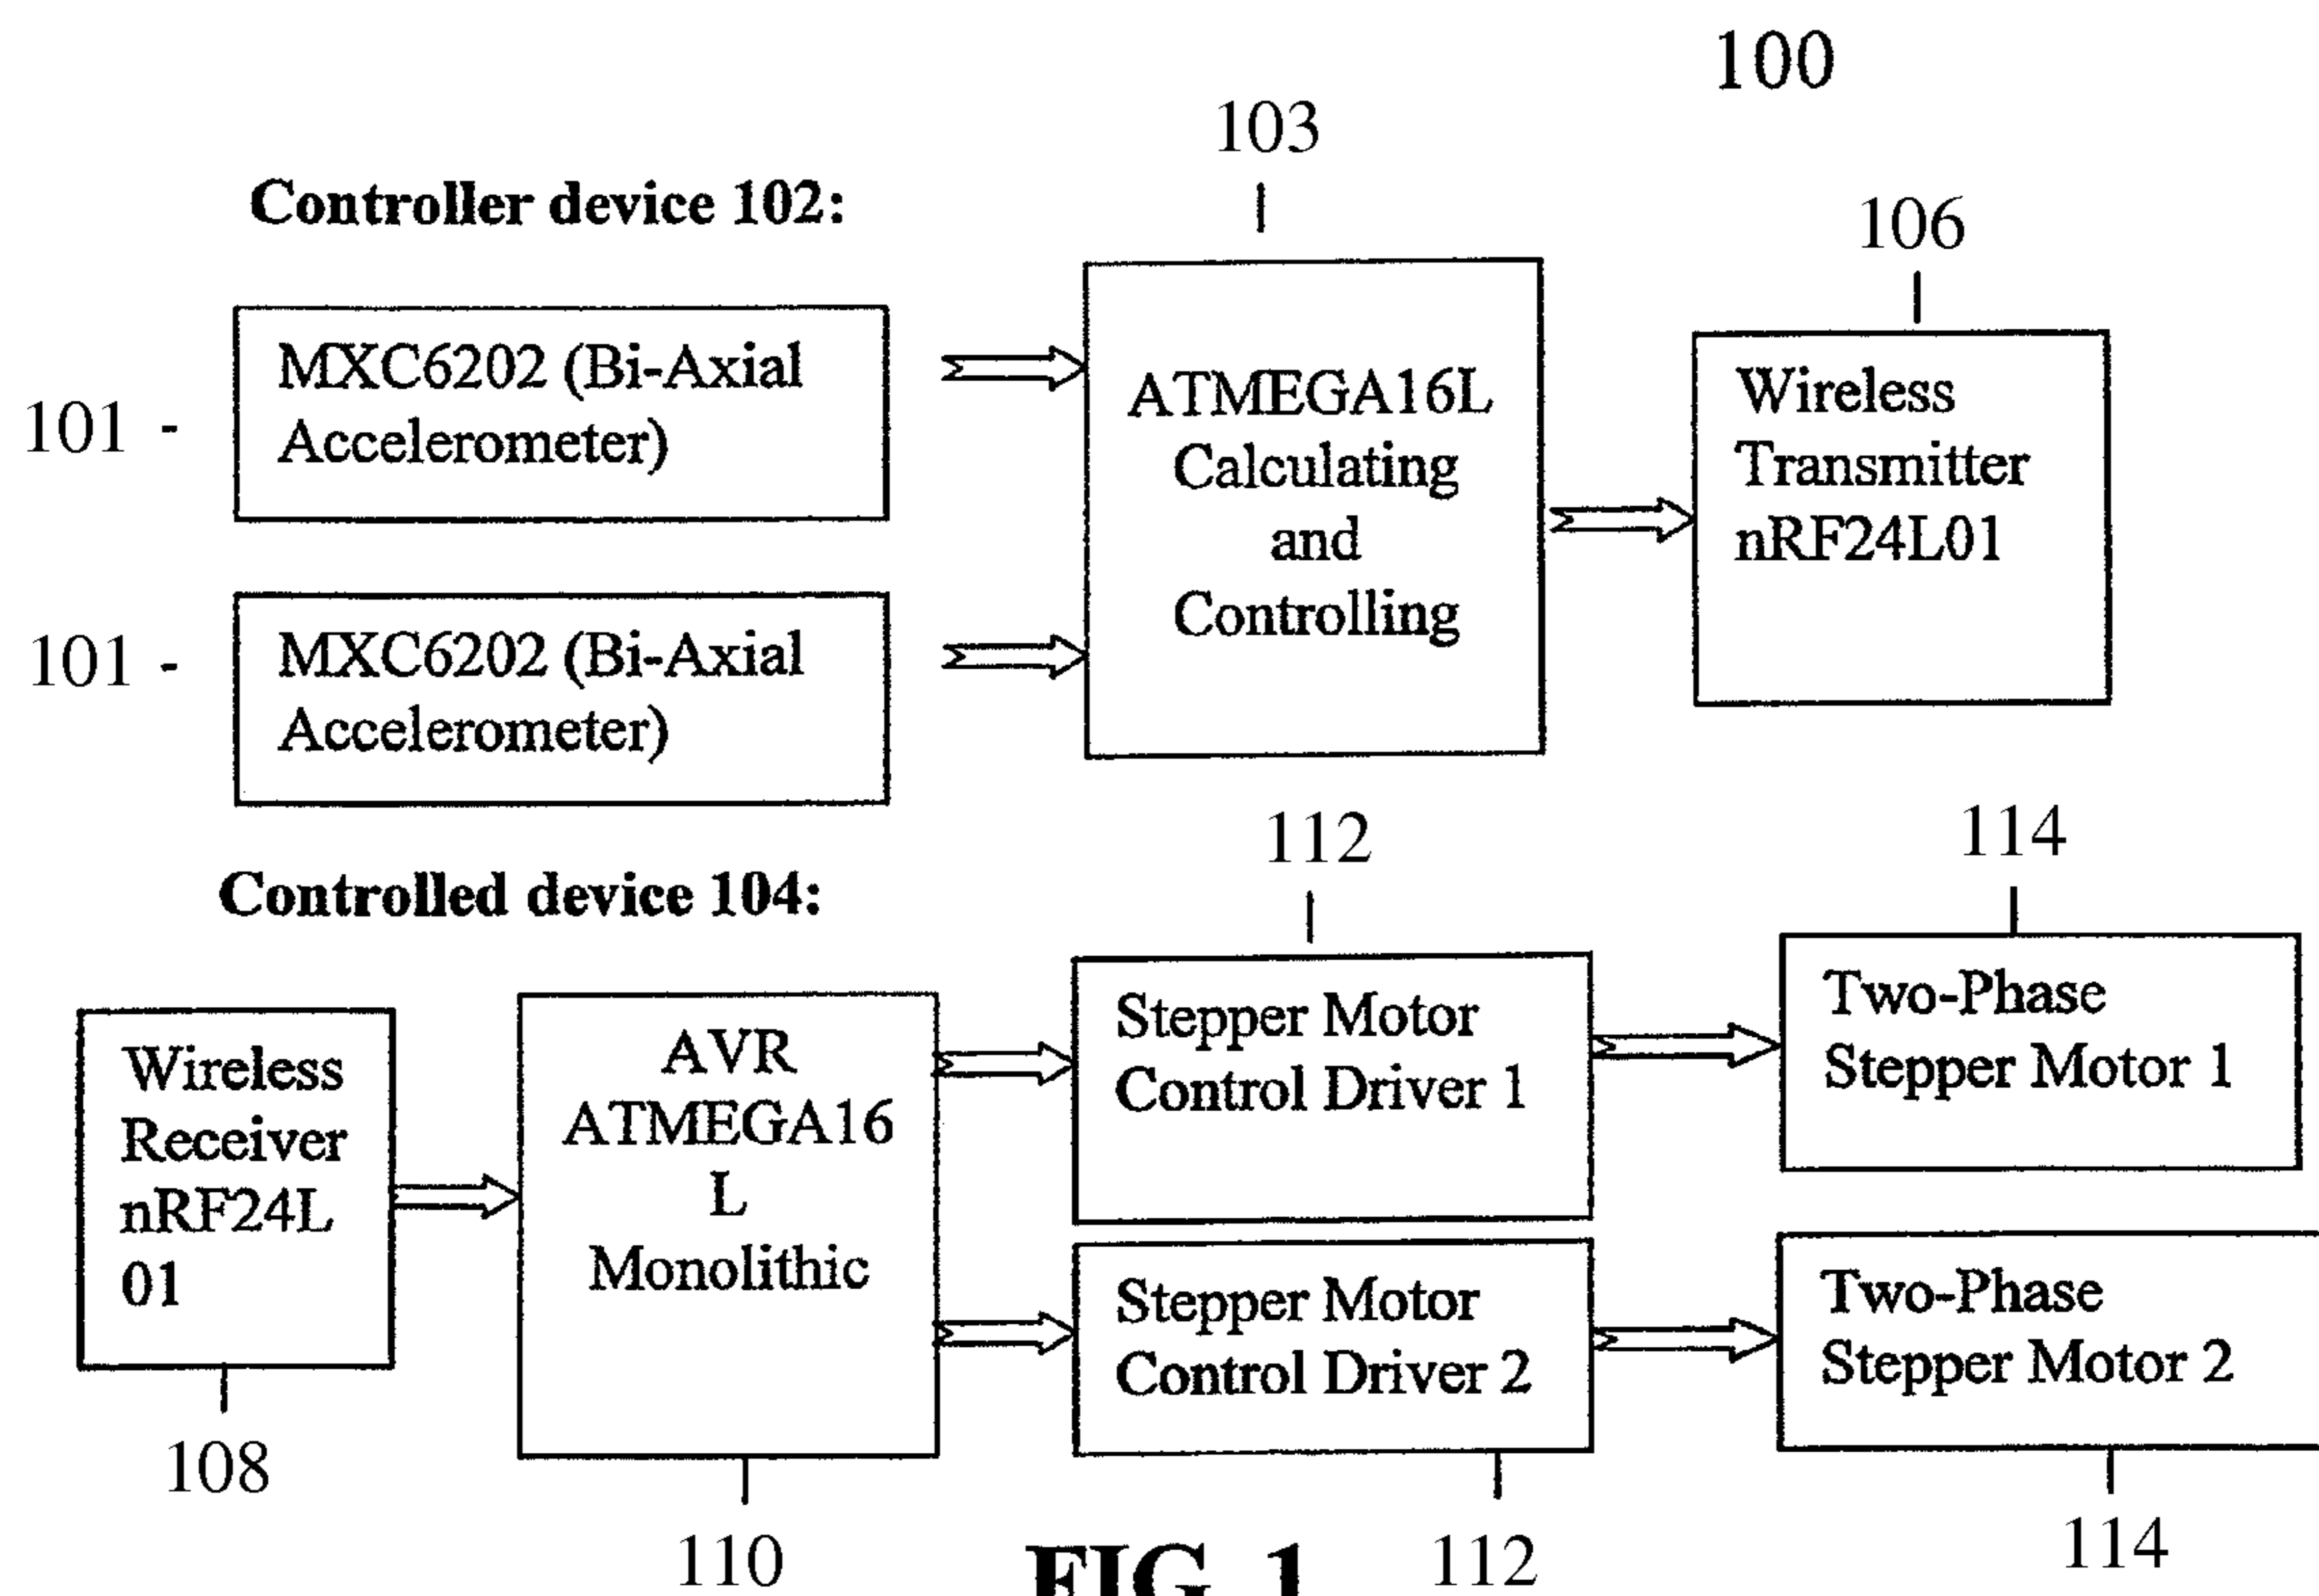 100
103
Controller device 102:
106
MXC6202 (Bi-Axial
Accelerometer)
101 -
ATMEGA16L
Calculating
and
Controlling
Wireless
Transmitter
nRF24L01
MXC6202 (Bi-Axial
Accelerometer)
101 -
112
114
Controlled device 104:
Wireless
Receiver
nRF24L
01
108
AVR
ATMEGA16
L
Monolithic
110
Stepper Motor
Control Driver 1
Two-Phase
Stepper Motor 1
Stepper Motor
Control Driver 2
Two-Phase
Stepper Motor 2
112
114
FIG. 1